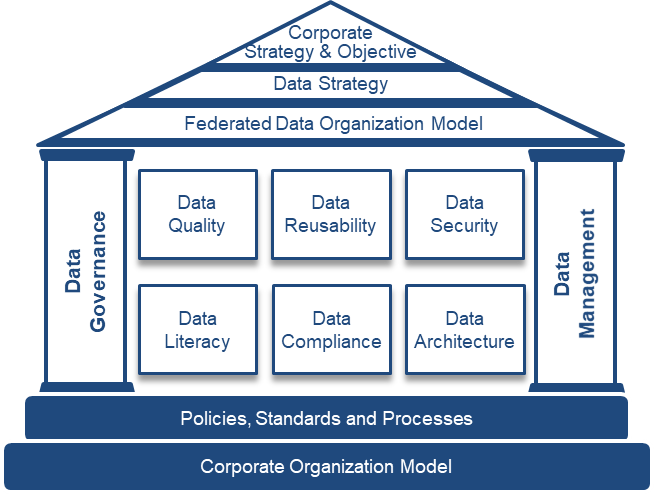 Corporate
Strategy & Objective
Data Strategy
Federated Data Organization Model
Data
Governance
Data
Quality
Data
Reusability
Data
Security
Data
Literacy
Data
Compliance
Data
Architecture
Data
Management
Policies, Standards and Processes
Corporate Organization Model